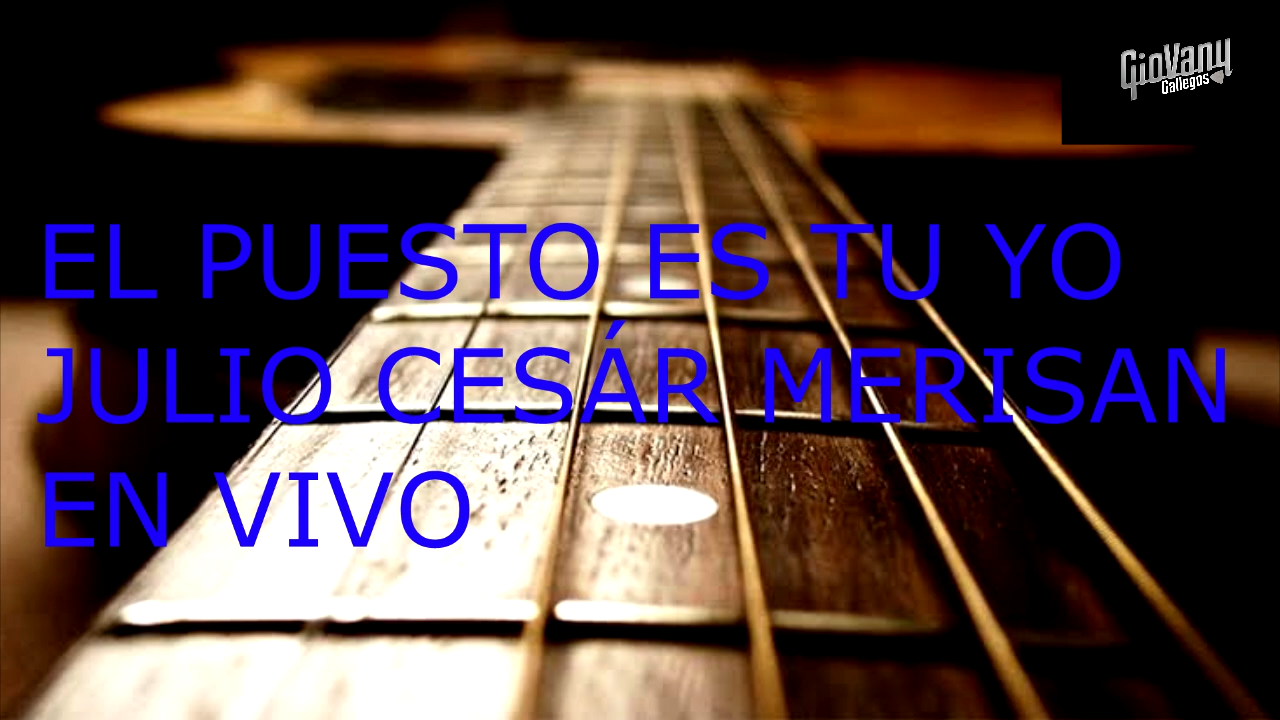 GioVany
Gallegos
EL PUESTO ES TU YO
JULIO CESÁR MERISAN
EN VIVO